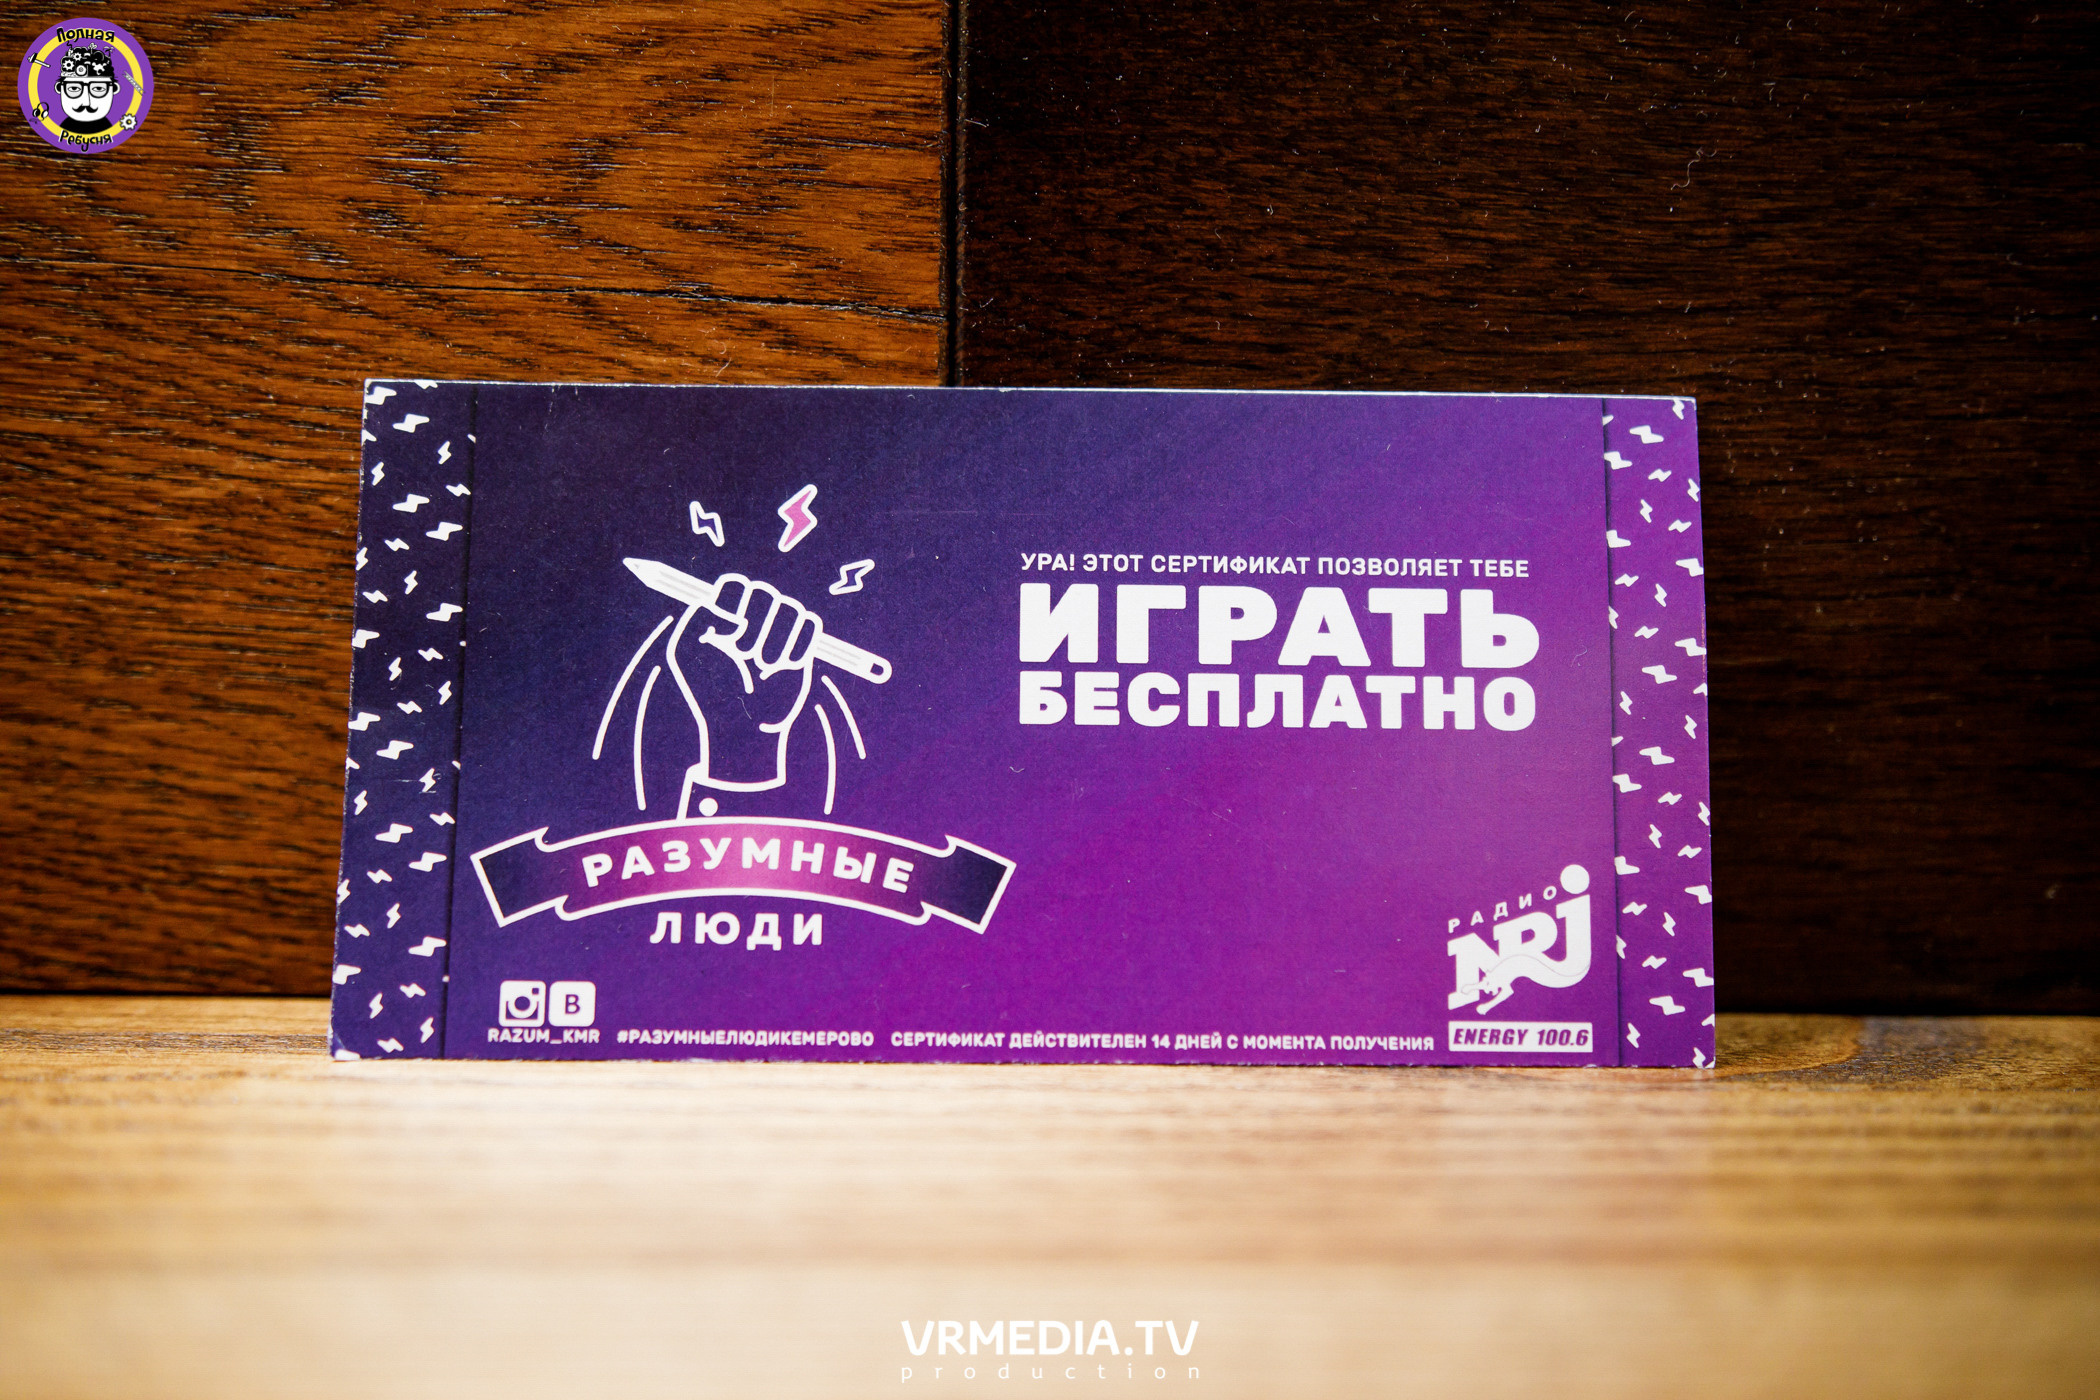 Полная
Ребусня
УРА! ЭТОТ СЕРТИФИКАТ ПОЗВОЛЯЕТ ТЕБЕ
ИГРАТЬ
БЕСПЛАТНО
РАЗУМНЫЕ
ЛЮДИ
РАДИО
NRJ
ENERGY 100.6
B
RAZUM_KMR
#РАЗУМНЫЕЛЮДИКЕМЕРОВО
СЕРТИФИКАТ ДЕЙСТВИТЕЛЕН 14 ДНЕЙ С МОМЕНТА ПОЛУЧЕНИЯ
VRMEDIA.TV
production